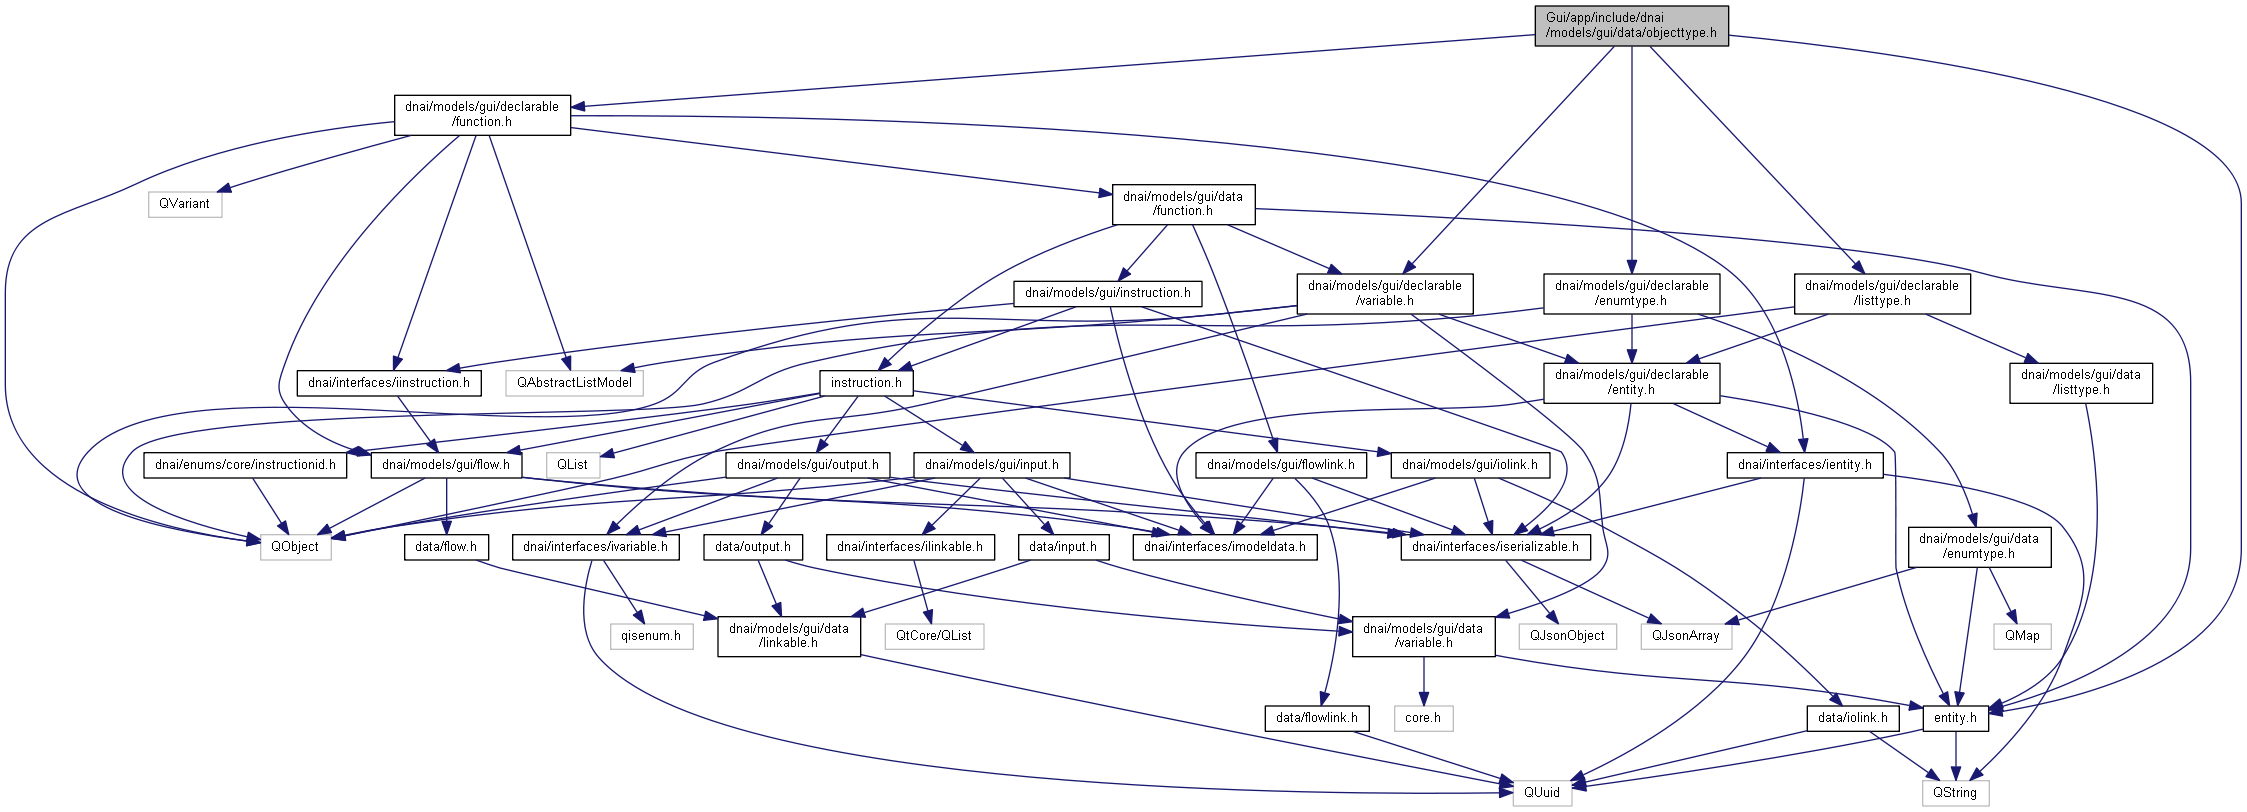 Gui/app/include/dnai
/models/gui/data/objecttype.h
dnai/models/gui/declarable
/function.h
QVariant
dnai/models/gui/data
/function.h
dnai/models/gui/instruction.h
dnai/models/gui/declarable
/variable.h
dnai/models/gui/declarable
/enumtype.h
dnai/models/gui/declarable
/listtype.h
dnai/interfaces/iinstruction.h
QAbstractListModel
instruction.h
dnai/models/gui/declarable
/entity.h
dnai/models/gui/data
/listtype.h
dnai/enums/core/instructionid.h
dnai/models/gui/flow.h
QList
dnai/models/gui/output.h
dnai/models/gui/input.h
dnai/models/gui/flowlink.h
dnai/models/gui/iolink.h
dnai/interfaces/ientity.h
QObject
data/flow.h
dnai/interfaces/ivariable.h
data/output.h
dnai/interfaces/ilinkable.h
data/input.h
dnai/interfaces/imodeldata.h
dnai/interfaces/iserializable.h
dnai/models/gui/data
/enumtype.h
qisenum.h
dnai/models/gui/data
/linkable.h
QtCore/QList
dnai/models/gui/data
/variable.h
QJsonObject
QJsonArray
QMap
data/flowlink.h
core.h
data/iolink.h
entity.h
QUuid
QString